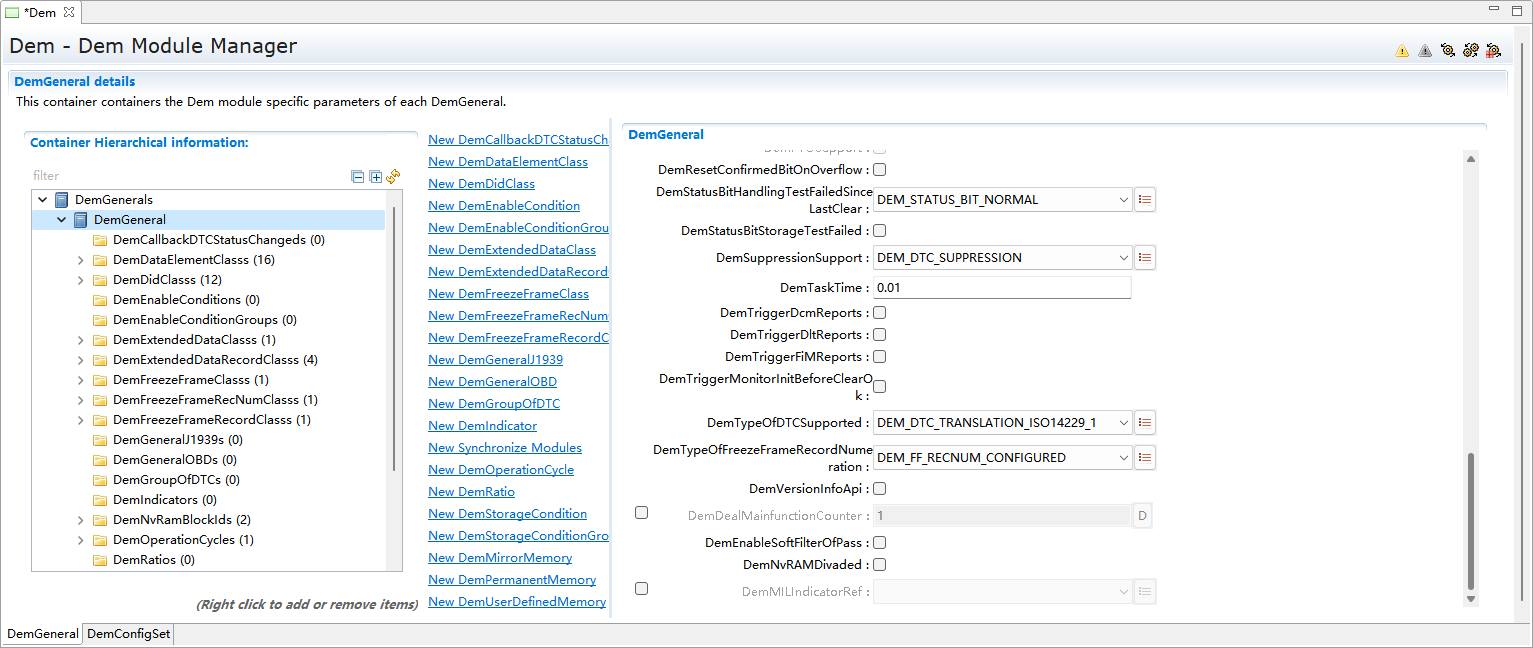 *Dem
Dem - Dem Module Manager
DemGeneral details
This container containers the Dem module specific parameters of each DemGeneral.
Container Hierarchical information:
filter
DemGenerals
DemGeneral
DemCallbackDTCStatusChangeds (0)
DemDataElementClasss (16)
DemDidClasss (12)
DemEnableConditions (0)
DemEnableConditionGroups (0)
DemExtendedDataClasss (1)
DemExtendedDataRecordClasss (4)
DemFreezeFrameClasss (1)
DemFreezeFrameRecNumClasss (1)
DemFreezeFrameRecordClasss (1)
DemGeneralJ1939s (0)
DemGeneralOBDs (0)
DemGroupOfDTCs (0)
DemIndicators (0)
DemNvRamBlockIds (2)
DemOperationCycles (1)
DemRatios (0)
(Right click to add or remove items)
New DemCallbackDTCStatusCh
New DemDataElementClass
New DemDidClass
New DemEnableCondition
New DemEnableConditionGrou
New DemExtendedDataClass
New DemExtendedDataRecord
New DemFreezeFrameClass
New DemFreezeFrameRecNum
New DemFreezeFrameRecordC
New DemGeneralJ1939
New DemGeneralOBD
New DemGroupOfDTC
New DemIndicator
New Synchronize Modules
New DemOperationCycle
New DemRatio
New DemStorageCondition
New DemStorageConditionGro
New DemMirrorMemory
New DemPermanentMemory
New DemUserDefinedMemory
DemGeneral
DemResetConfirmedBitOnOverflow :
DemStatusBitHandlingTestFailedSince
LastClear : DEM_STATUS_BIT_NORMAL
DemStatusBitStorageTestFailed :
DemSuppressionSupport : DEM_DTC_SUPPRESSION
DemTaskTime : 0.01
DemTriggerDcmReports :
DemTriggerDltReports :
DemTriggerFiMReports :
DemTriggerMonitorInitBeforeClearO
k :
DemTypeOfDTCSupported : DEM_DTC_TRANSLATION_ISO14229_1
DemTypeOfFreezeFrameRecordNume
ration : DEM_FF_RECNUM_CONFIGURED
DemVersionInfoApi :
DemDealMainfunctionCounter : 1 D
DemEnableSoftFilterOfPass :
DemNvRAMDivaded :
DemMILIndicatorRef :
DemGeneral DemConfigSet